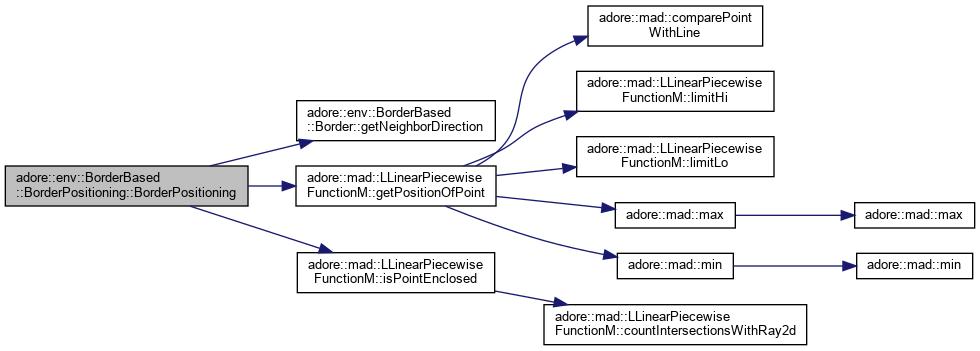 adore::env::BorderBased
::BorderPositioning::BorderPositioning
adore::env::BorderBased
::Border::getNeighborDirection
adore::mad::LLinearPiecewise
FunctionM::getPositionOfPoint
adore::mad::LLinearPiecewise
FunctionM::isPointEnclosed
adore::mad::comparePoint
WithLine
adore::mad::LLinearPiecewise
FunctionM::limitHi
adore::mad::LLinearPiecewise
FunctionM::limitLo
adore::mad::max
adore::mad::max
adore::mad::min
adore::mad::min
adore::mad::LLinearPiecewise
FunctionM::countIntersectionsWithRay2d